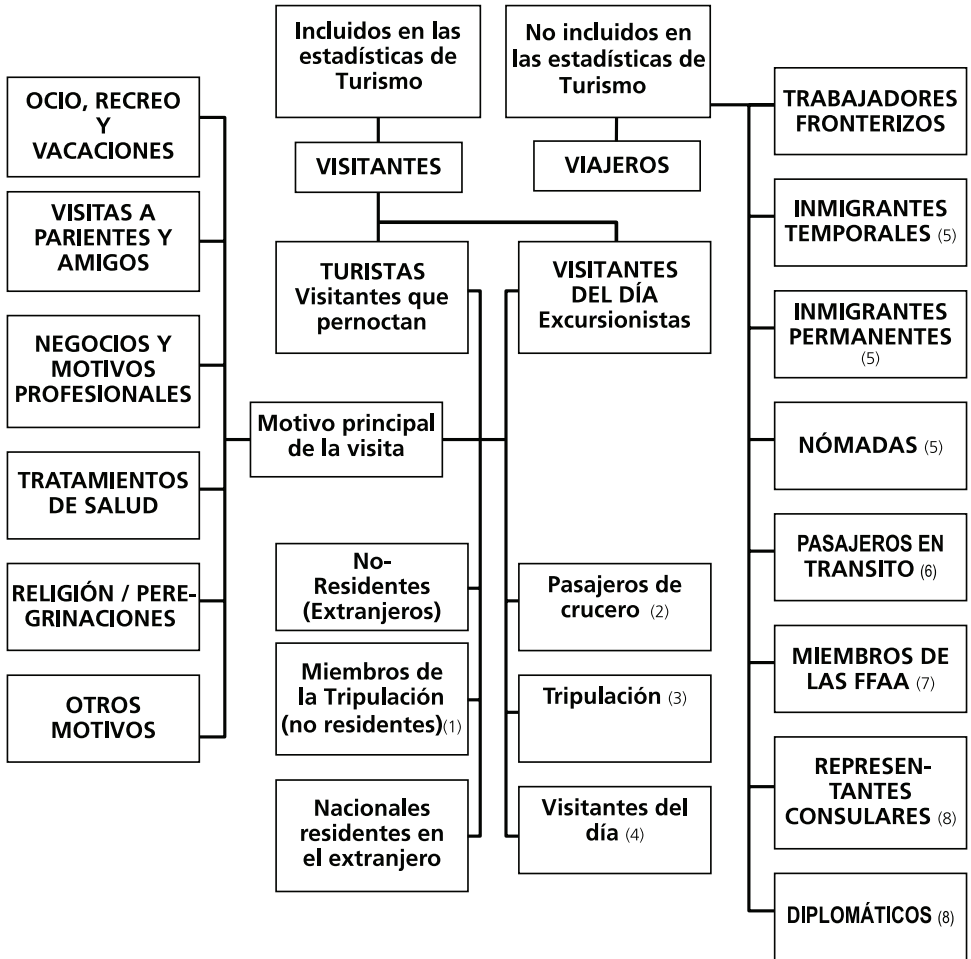 Incluidos en las
estadísticas de
Turismo
No incluidos en
las estadísticas de
Turismo
VISITANTES
VIAJEROS
OCIO, RECREO
Y
VACACIONES
VISITAS A
PARIENTES Y
AMIGOS
NEGOCIOS Y
MOTIVOS
PROFESIONALES
TRATAMIENTOS
DE SALUD
RELIGIÓN / PERE-
GRINACIONES
OTROS
MOTIVOS
TURISTAS
Visitantes que
pernoctan
VISITANTES
DEL DÍA
Excursionistas
Motivo principal
de la visita
No-
Residentes
(Extranjeros)
Miembros de
la Tripulación
(no residentes)(1)
Nacionales
residentes en
el extranjero
Pasajeros de
crucero (2)
Tripulación (3)
Visitantes del
día (4)
TRABAJADORES
FRONTERIZOS
INMIGRANTES
TEMPORALES (5)
INMIGRANTES
PERMANENTES
(5)
NÓMADAS (5)
PASAJEROS EN
TRANSITO (6)
MIEMBROS DE
LAS FFAA (7)
REPRESEN-
TANTES
CONSULARES (8)
DIPLOMÁTICOS (8)